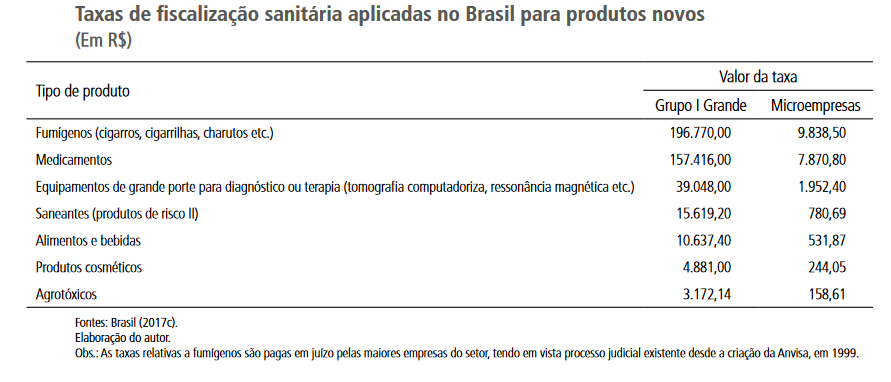 Taxas de fiscalização sanitária aplicadas no Brasil para produtos novos
(Em R$)
Tipo de produto Valor da taxa
Grupo I Grande Microempresas
Fumígenos (cigarros, cigarrilhas, charutos etc.) 196.770,00 9.838,50
Medicamentos 157.416,00 7.870,80
Equipamentos de grande porte para diagnóstico ou terapia (tomografia computadoriza, ressonância magnética etc.) 39.048,00 1.952,40
Saneantes (produtos de risco II) 15.619,20 780,69
Alimentos e bebidas 10.637,40 531,87
Produtos cosméticos 4.881,00 244,05
Agrotóxicos 3.172,14 158,61
Fontes: Brasil (2017c).
Elaboração do autor.
Obs.: As taxas relativas a fumígenos são pagas em juízo pelas maiores empresas do setor, tendo em vista processo judicial existente desde a criação da Anvisa, em 1999.